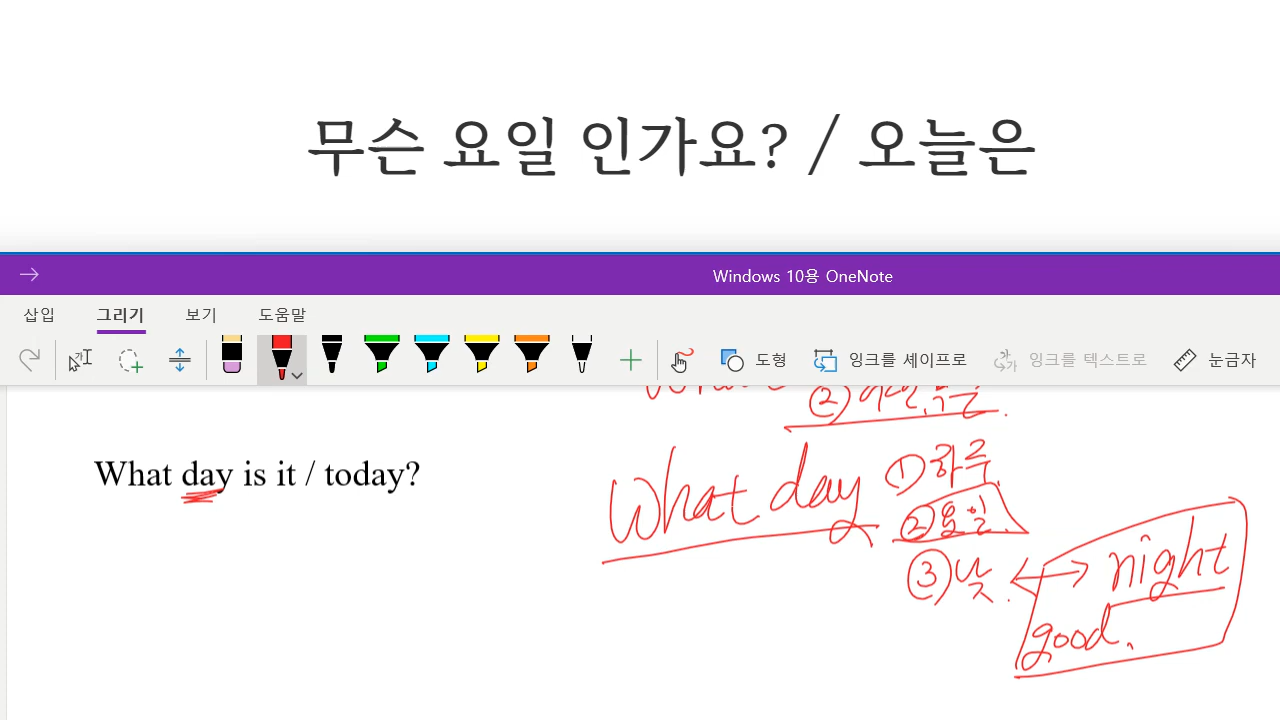 무슨 요일 인가요? / 오늘은
Windows 10용 OneNote
삽입 그리기 보기 도움말
도형 잉크를 셰이프로 잉크를 텍스트로 눈금자
What day is it / today?
What day ① 하루
② 요일
③ 낮 ↔ night
good.